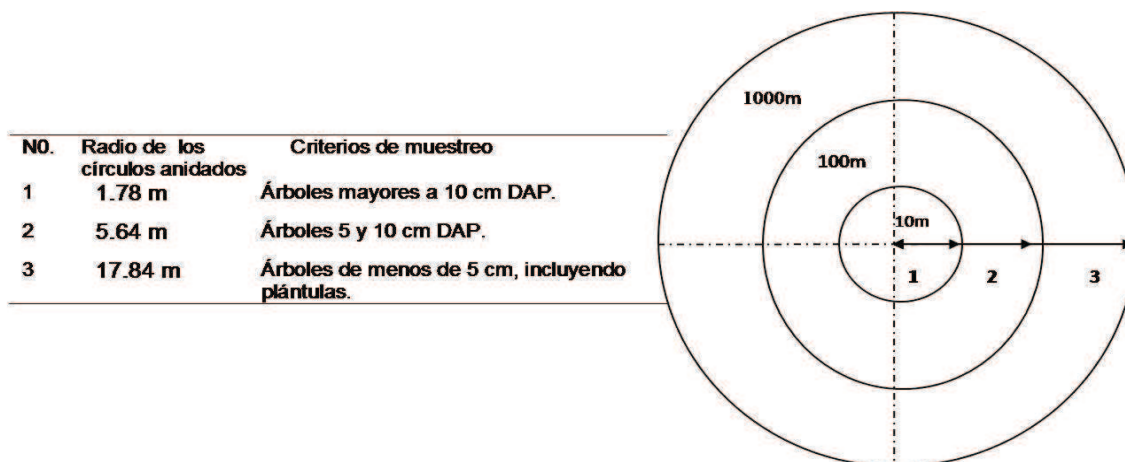 N0. Radio de los círculos anidados Criterios de muestreo
1 1.78 m Árboles mayores a 10 cm DAP.
2 5.64 m Árboles 5 y 10 cm DAP.
3 17.84 m Árboles de menos de 5 cm, incluyendo
plántulas.
1000m
100m
10m
1 2 3